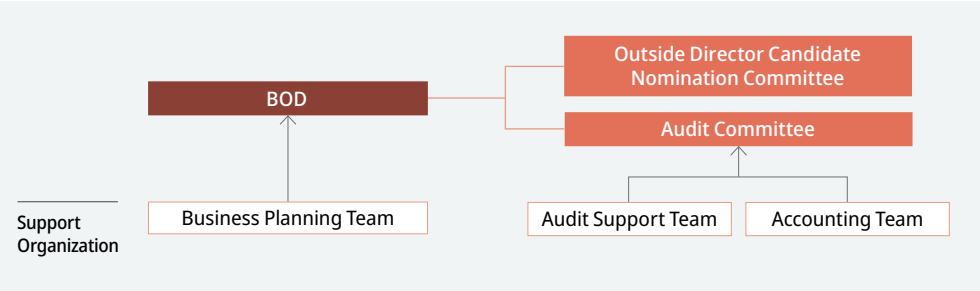 Outside Director Candidate
Nomination Committee
BOD
Audit Committee
Support
Organization
Business Planning Team
Audit Support Team
Accounting Team